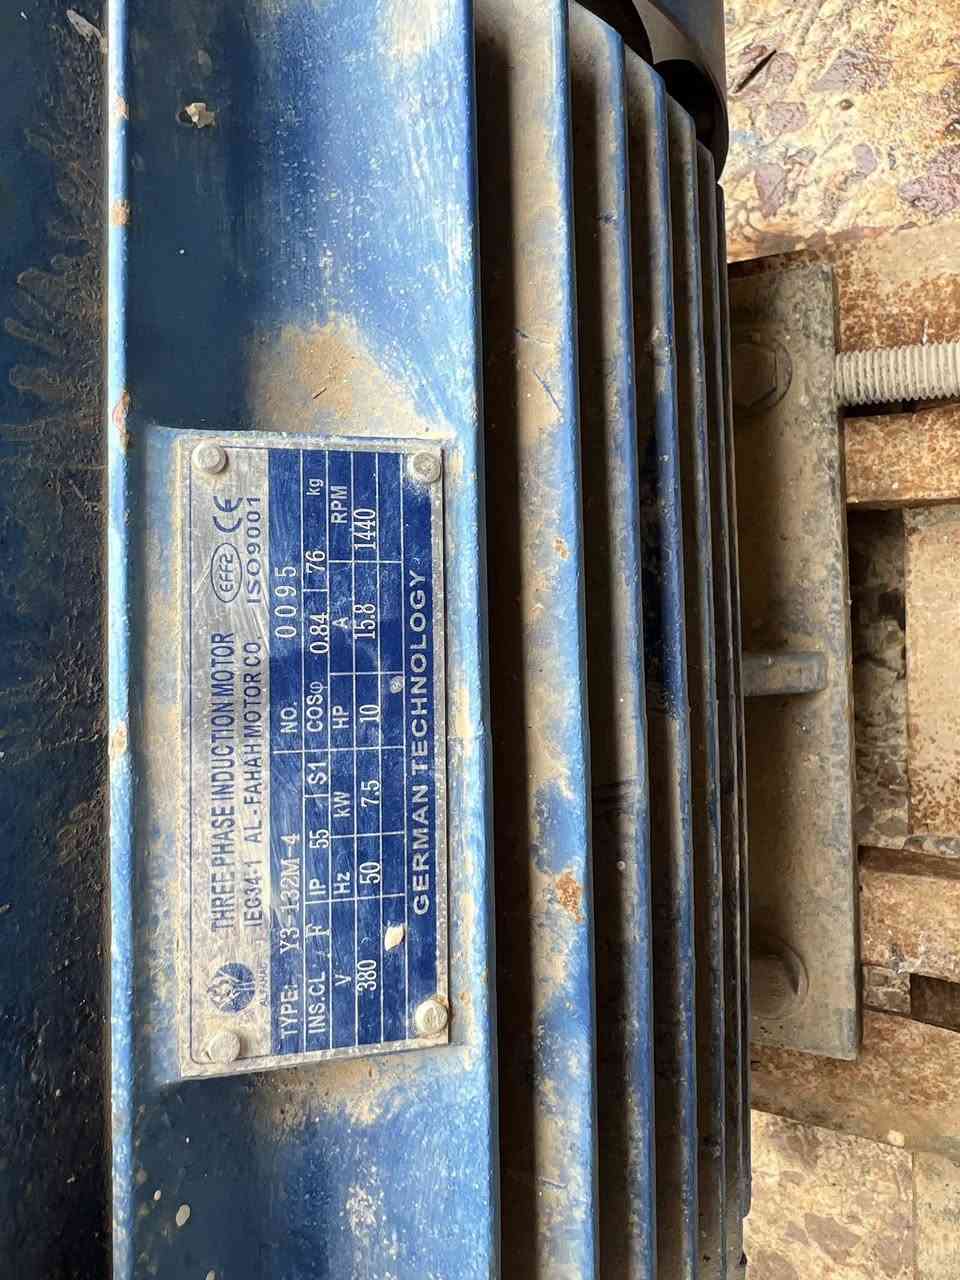 THREE PHASE INDUCTION MOTOR EFF2 CE
IEC34-1 AL-FAHAH MOTOR CO. ISO9001
TYPE: Y3-132M-4 NO. 0095
INS.CL F IP 55 S1 COSφ 0.84 76 kg
V Hz kW HP A RPM
380 50 7.5 10 15.8 1440
GERMAN TECHNOLOGY